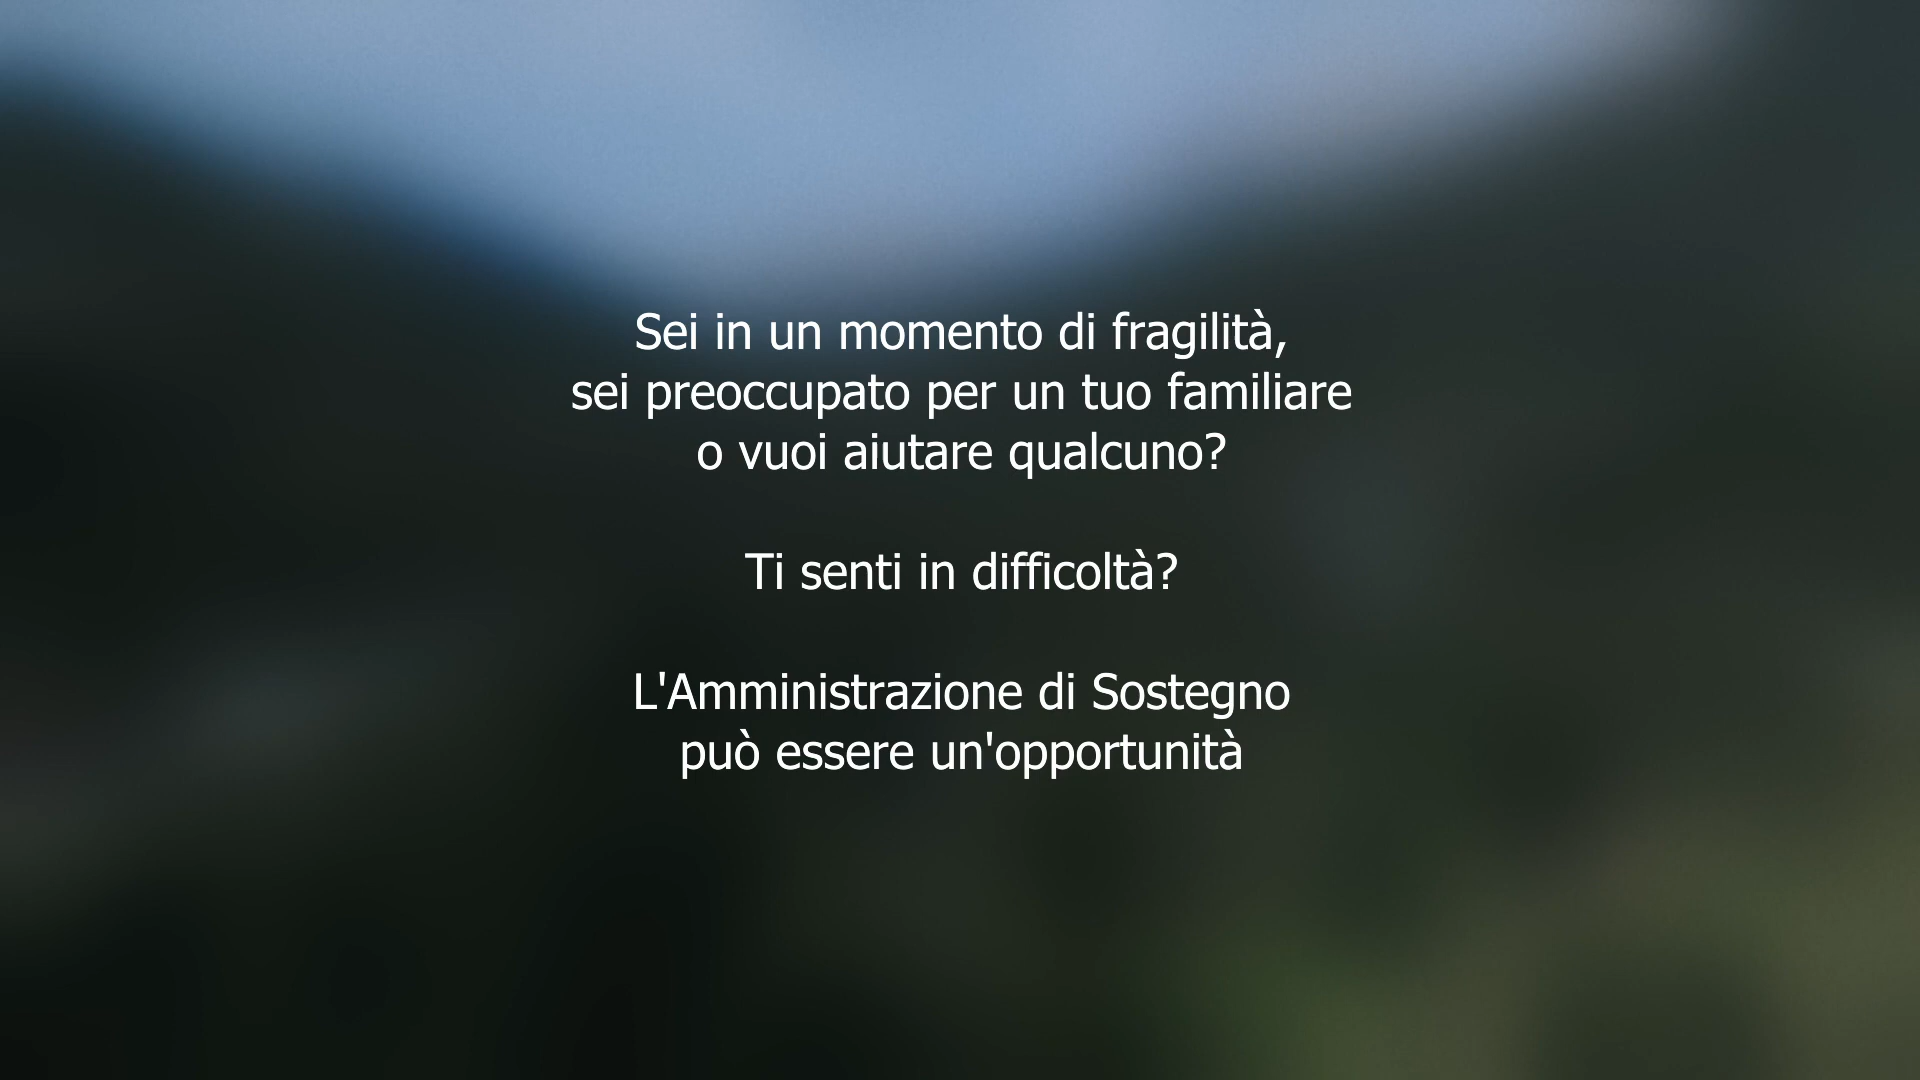 Sei in un momento di fragilità,
sei preoccupato per un tuo familiare
o vuoi aiutare qualcuno?
Ti senti in difficoltà?
L'Amministrazione di Sostegno
può essere un'opportunità